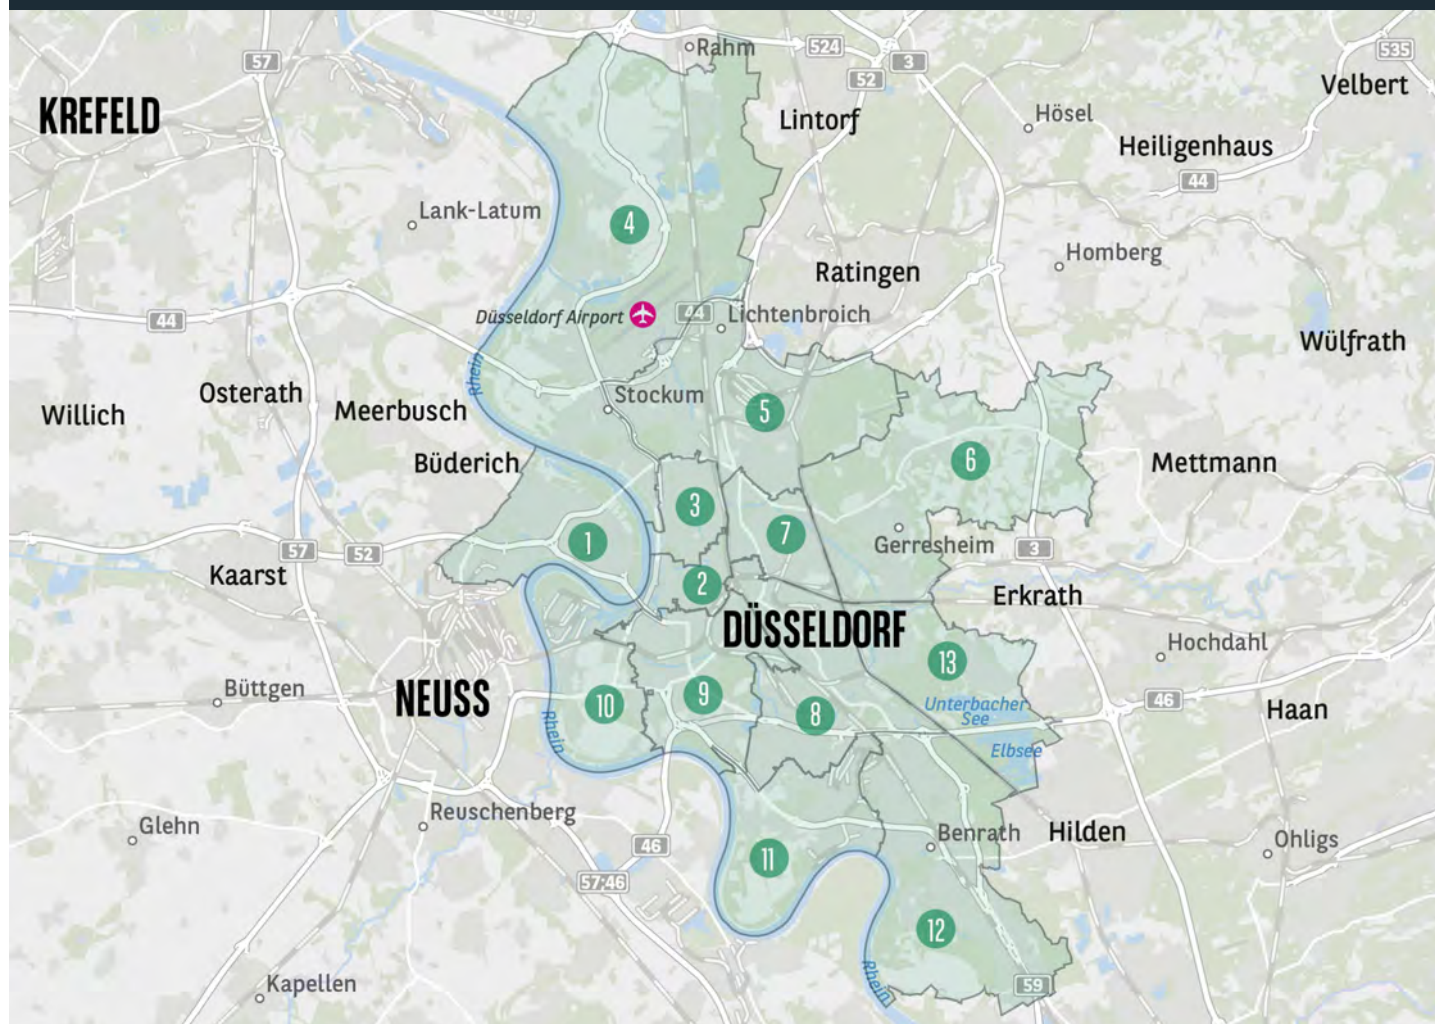 57
Rahm
524
3
535
52
Velbert
KREFELD
Lintorf
Hösel
Heiligenhaus
44
Lank-Latum
4
Homberg
Ratingen
Düsseldorf Airport
44
Lichtenbroich
44
Wülfrath
Rhein
Osterath
Stockum
Willich
Meerbusch
5
Büderich
6
Mettmann
3
7
1
Gerresheim
3
57
52
Kaarst
2
Erkrath
DÜSSELDORF
Hochdahl
13
Büttgen
NEUSS
10
9
8
Unterbacher
See
46
Haan
Rhein
Elbsee
Reuschenberg
Glehn
46
Benrath
Hilden
Ohligs
11
57;46
12
Rhein
Kapellen
59